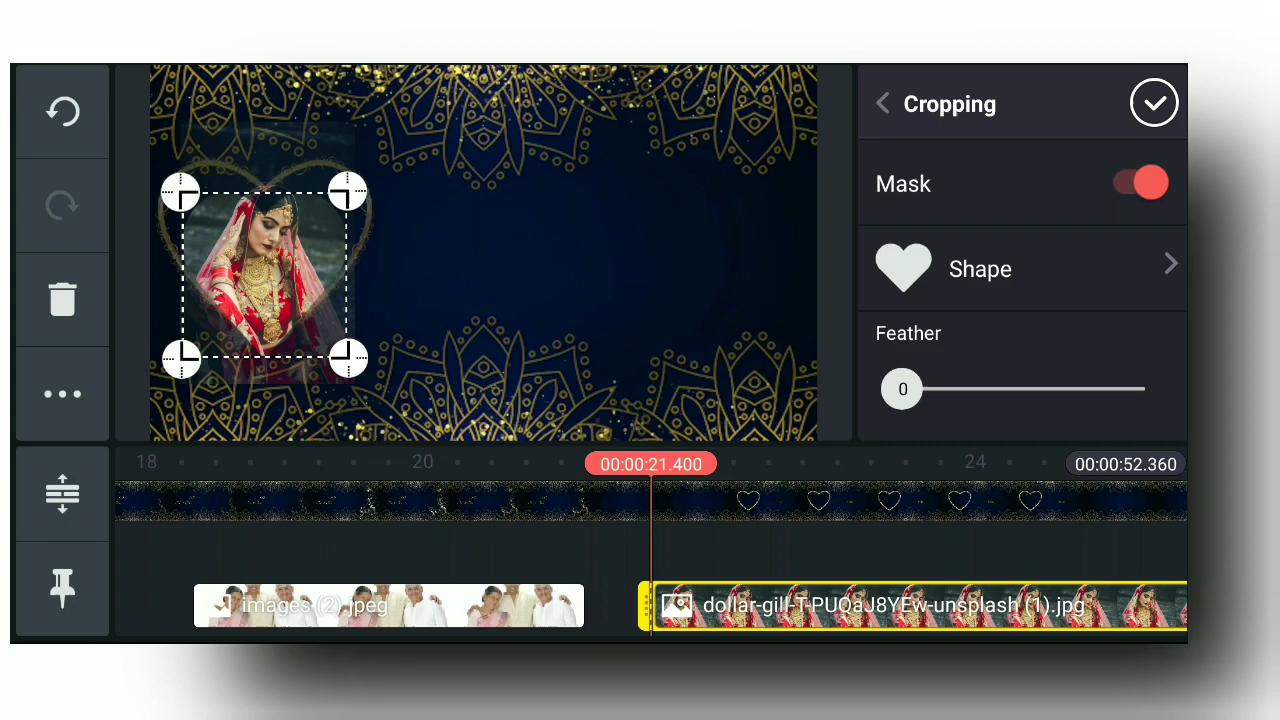 Cropping
Mask
Shape
Feather
0
18
20
00:00:21.400
24
00:00:52.360
images (2).jpeg
dollar-gill-T-PUQaJ8YEw-unsplash (1).jpg